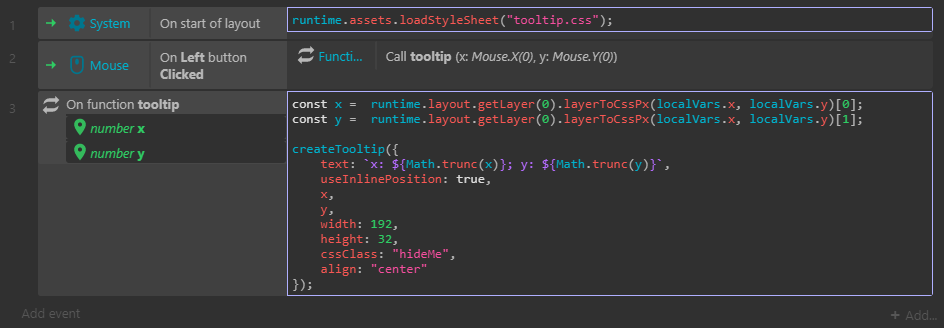 1
System
On start of layout
runtime.assets.loadStyleSheet("tooltip.css");
2
Mouse
On Left button
Clicked
Functi...
Call tooltip (x: Mouse.X(0), y: Mouse.Y(0))
3
On function tooltip
number x
number y
const x =  runtime.layout.getLayer(0).layerToCssPx(localVars.x, localVars.y)[0];
const y =  runtime.layout.getLayer(0).layerToCssPx(localVars.x, localVars.y)[1];
createTooltip({
    text: `x: ${Math.trunc(x)}; y: ${Math.trunc(y)}`,
    useInlinePosition: true,
    x,
    y,
    width: 192,
    height: 32,
    cssClass: "hideMe",
    align: "center"
});
Add event
+ Add...